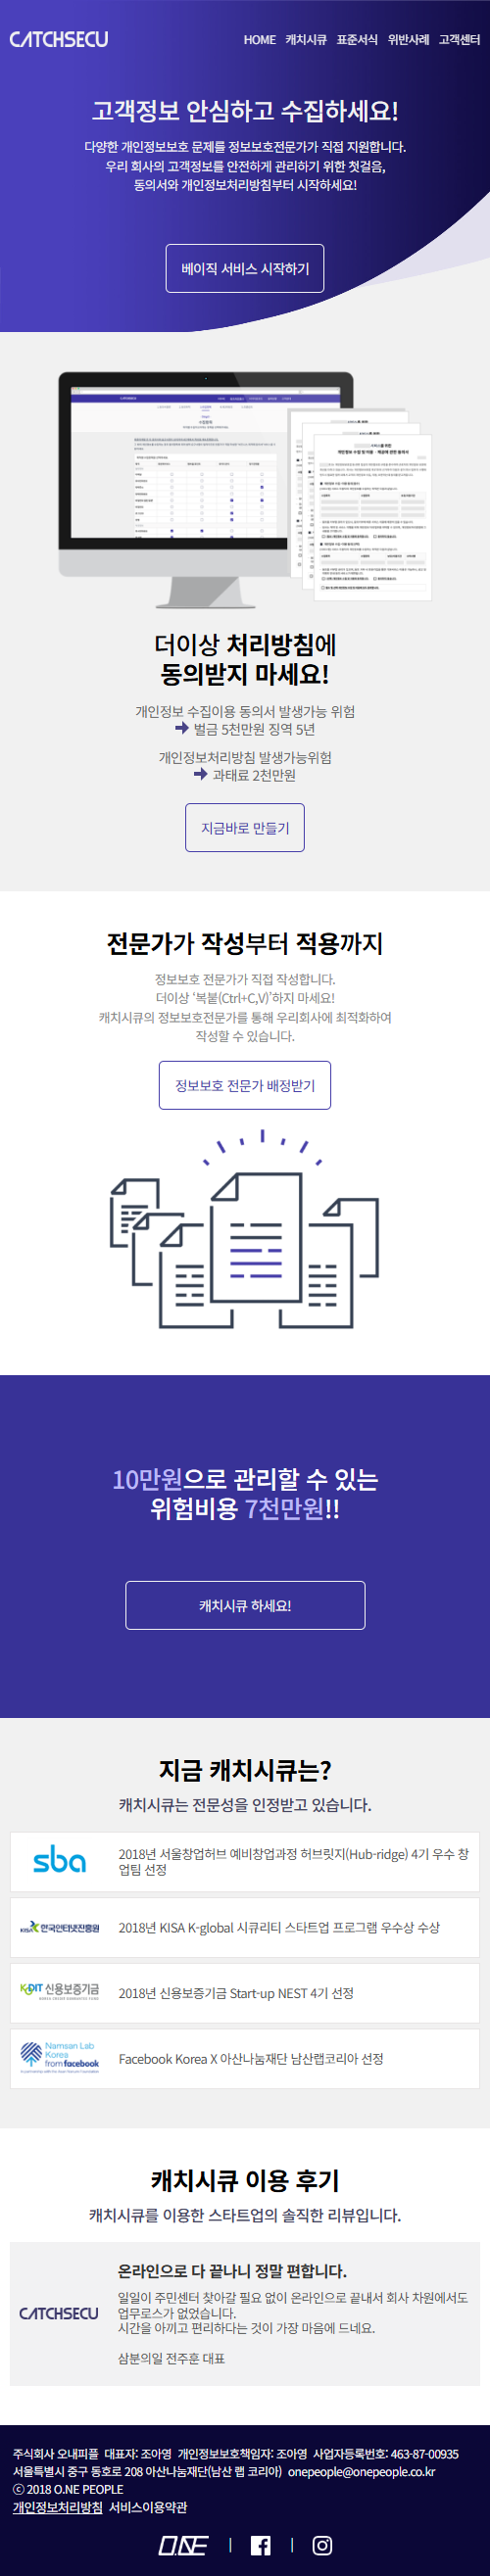 CATCHSECU
HOME 캐치시큐 표준서식 위반사례 고객센터
고객정보 안심하고 수집하세요!
다양한 개인정보보호 문제를 정보보호전문가가 직접 지원합니다.
우리 회사의 고객정보를 안전하게 관리하기 위한 첫걸음,
동의서와 개인정보처리방침부터 시작하세요!
베이직 서비스 시작하기
더이상 처리방침에
동의받지 마세요!
개인정보 수집이용 동의서 발생가능 위험
벌금 5천만원 징역 5년
개인정보처리방침 발생가능위험
과태료 2천만원
지금바로 만들기
전문가가 작성부터 적용까지
정보보호 전문가가 직접 작성합니다.
더이상 ‘복붙(Ctrl+C,V)’하지 마세요!
캐치시큐의 정보보호전문가를 통해 우리회사에 최적화하여
작성할 수 있습니다.
정보보호 전문가 배정받기
10만원으로 관리할 수 있는
위험비용 7천만원!!
캐치시큐 하세요!
지금 캐치시큐는?
캐치시큐는 전문성을 인정받고 있습니다.
sba
2018년 서울창업허브 예비창업과정 허브릿지(Hub-ridge) 4기 우수 창
업팀 선정
KISA 한국인터넷진흥원
2018년 KISA K-global 시큐리티 스타트업 프로그램 우수상 수상
KODIT 신용보증기금
KOREA CREDIT GUARANTEE FUND
2018년 신용보증기금 Start-up NEST 4기 선정
Namsan Lab
Korea
from facebook
Facebook Korea X 아산나눔재단 남산랩코리아 선정
캐치시큐 이용 후기
캐치시큐를 이용한 스타트업의 솔직한 리뷰입니다.
CATCHSECU
온라인으로 다 끝나니 정말 편합니다.
일일이 주민센터 찾아갈 필요 없이 온라인으로 끝내서 회사 차원에서도
업무로스가 없었습니다.
시간을 아끼고 편리하다는 것이 가장 마음에 드네요.
삼분의일 전주훈 대표
주식회사 오내피플 대표자: 조아영 개인정보보호책임자: 조아영 사업자등록번호: 463-87-00935
서울특별시 중구 동호로 208 아산나눔재단(남산 랩 코리아) onepeople@onepeople.co.kr
ⓒ 2018 O.NE PEOPLE
개인정보처리방침 서비스이용약관
O.NE